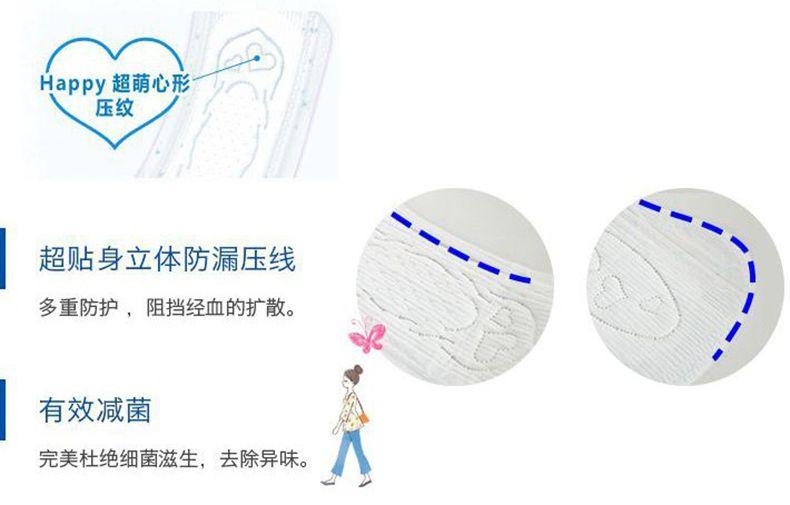 Happy 超萌心形
压纹
超贴身立体防漏压线
多重防护，阻挡经血的扩散。
有效减菌
完美杜绝细菌滋生，去除异味。